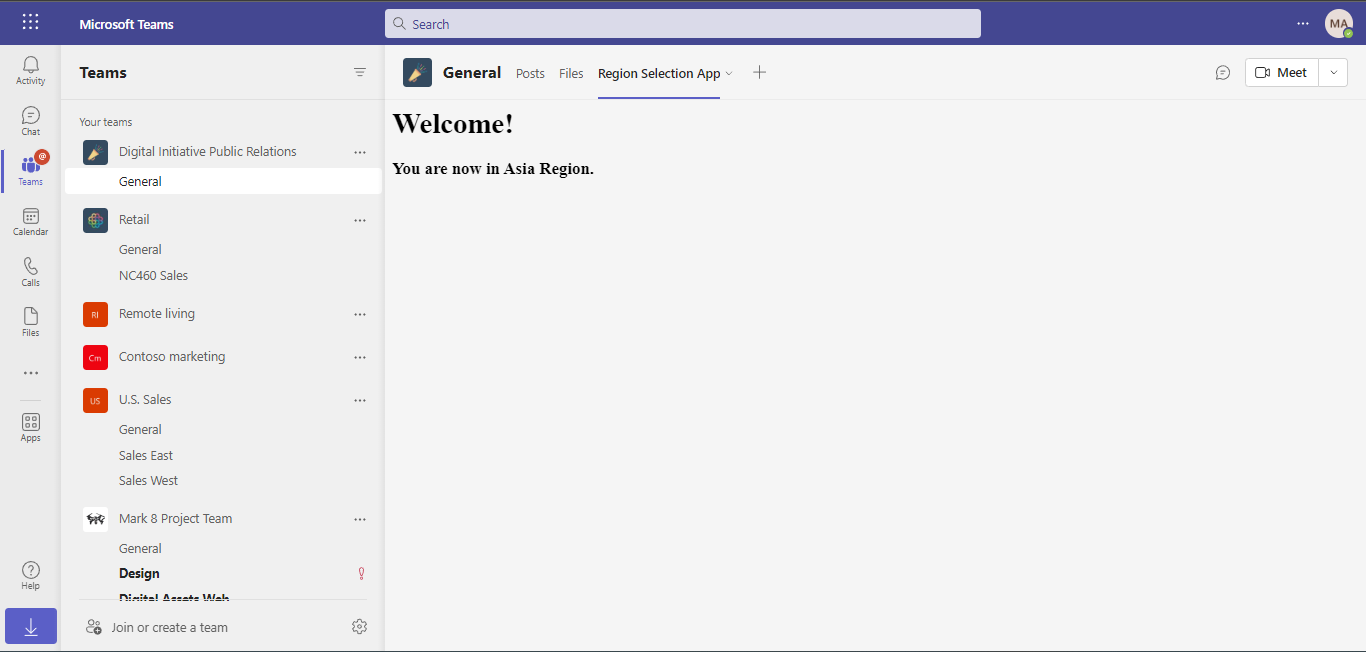 Microsoft Teams
Search
MA
Activity
Chat
@
Teams
Calendar
Calls
Files
Apps
Help
Teams
Your teams
Digital Initiative Public Relations
General
Retail
General
NC460 Sales
Rl
Remote living
Cm
Contoso marketing
US
U.S. Sales
General
Sales East
Sales West
Mark 8 Project Team
General
Design
Digital Assets Web
Join or create a team
General Posts Files Region Selection App
Meet
Welcome!
You are now in Asia Region.